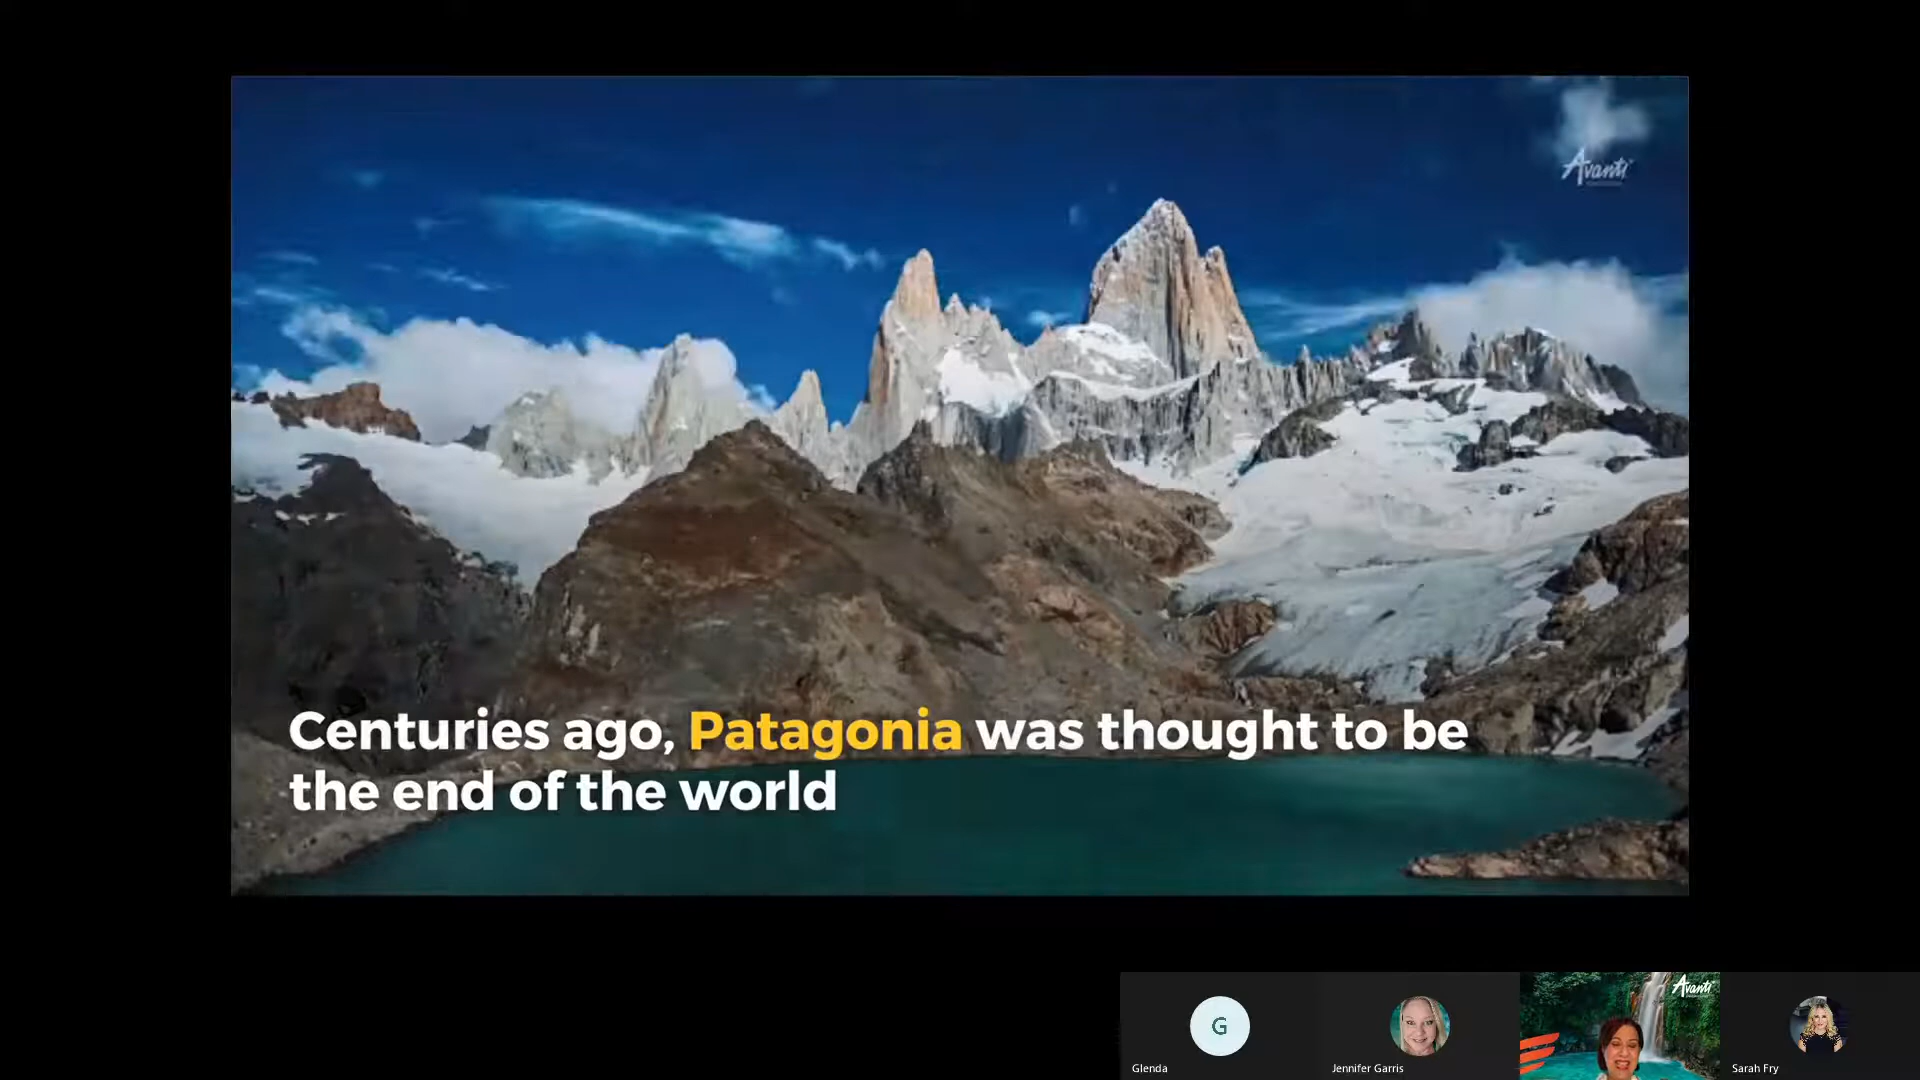 Avanti
Centuries ago, Patagonia was thought to be
the end of the world
Avanti
G
Glenda
Jennifer Garris
Sarah Fry